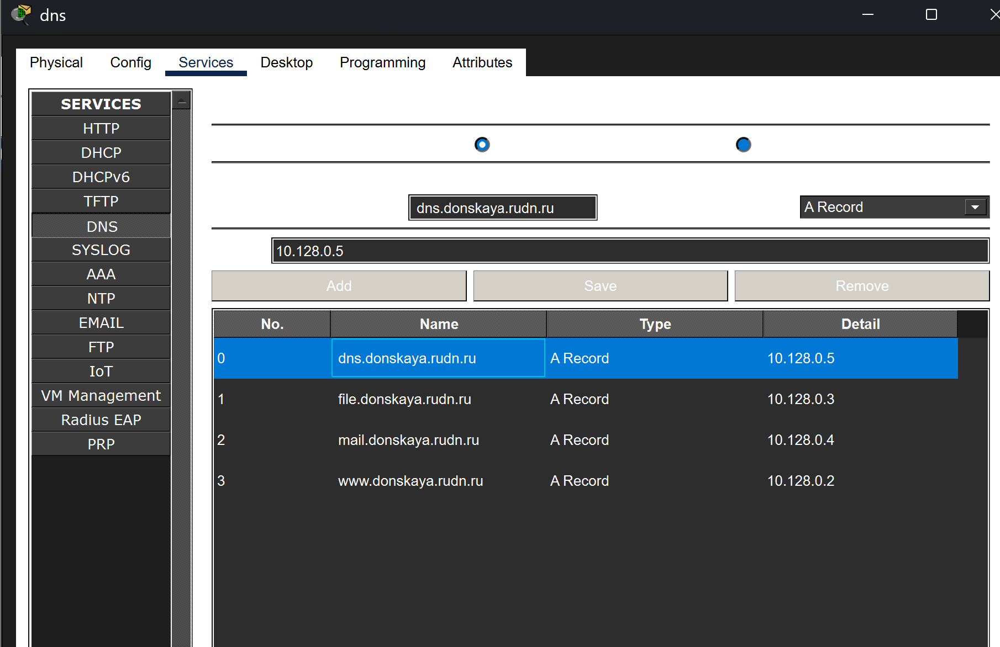 dns
Physical Config Services Desktop Programming Attributes
SERVICES
HTTP
DHCP
DHCPv6
TFTP
DNS
SYSLOG
AAA
NTP
EMAIL
FTP
IoT
VM Management
Radius EAP
PRP
dns.donskaya.rudn.ru A Record
10.128.0.5
Add Save Remove
No. Name Type Detail
0 dns.donskaya.rudn.ru A Record 10.128.0.5
1 file.donskaya.rudn.ru A Record 10.128.0.3
2 mail.donskaya.rudn.ru A Record 10.128.0.4
3 www.donskaya.rudn.ru A Record 10.128.0.2